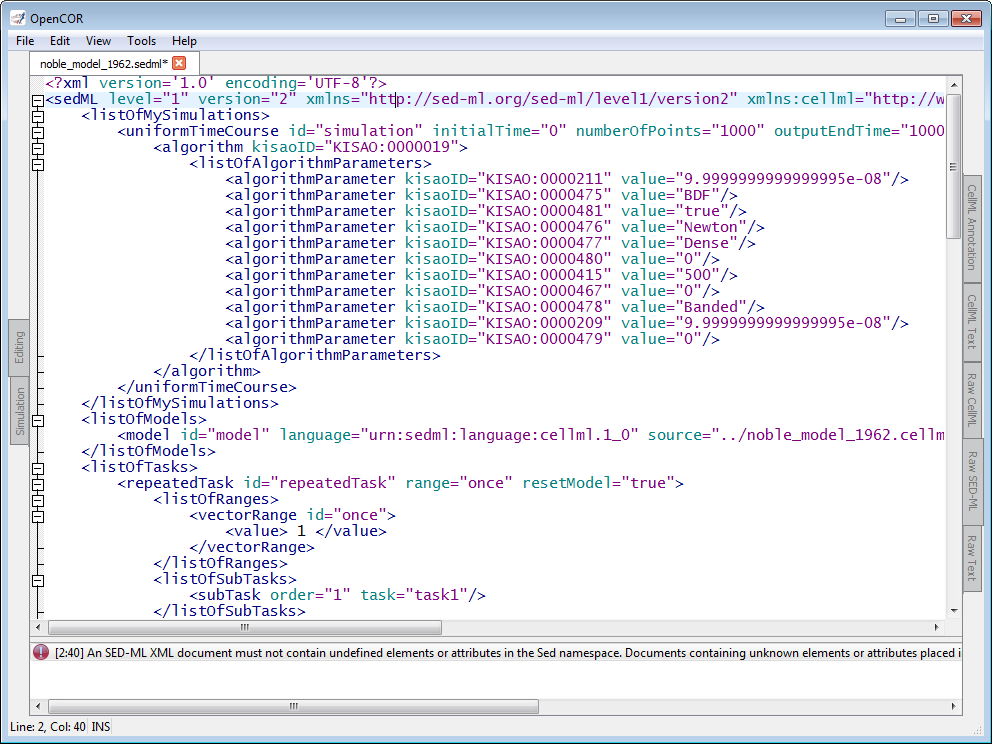 OpenCOR
File Edit View Tools Help
noble_model_1962.sedml*
<?xml version='1.0' encoding='UTF-8'?>
<sedML level="1" version="2" xmlns="http://sed-ml.org/sed-ml/level1/version2" xmlns:cellml="http://w
<listOfMySimulations>
<uniformTimeCourse id="simulation" initialTime="0" numberOfPoints="1000" outputEndTime="1000
<algorithm kisaoID="KISAO:0000019">
<listOfAlgorithmParameters>
<algorithmParameter kisaoID="KISAO:0000211" value="9.9999999999999995e-08"/>
<algorithmParameter kisaoID="KISAO:0000475" value="BDF"/>
<algorithmParameter kisaoID="KISAO:0000481" value="true"/>
<algorithmParameter kisaoID="KISAO:0000476" value="Newton"/>
<algorithmParameter kisaoID="KISAO:0000477" value="Dense"/>
<algorithmParameter kisaoID="KISAO:0000480" value="0"/>
<algorithmParameter kisaoID="KISAO:0000415" value="500"/>
<algorithmParameter kisaoID="KISAO:0000467" value="0"/>
<algorithmParameter kisaoID="KISAO:0000478" value="Banded"/>
<algorithmParameter kisaoID="KISAO:0000209" value="9.9999999999999995e-08"/>
<algorithmParameter kisaoID="KISAO:0000479" value="0"/>
</listOfAlgorithmParameters>
</algorithm>
</uniformTimeCourse>
</listOfMySimulations>
<listOfModels>
<model id="model" language="urn:sedml:language:cellml.1_0" source="../noble_model_1962.cellm
</listOfModels>
<listOfTasks>
<repeatedTask id="repeatedTask" range="once" resetModel="true">
<listOfRanges>
<vectorRange id="once">
<value> 1 </value>
</vectorRange>
</listOfRanges>
<listOfSubTasks>
<subTask order="1" task="task1"/>
</listOfSubTasks>
Editing
Simulation
CellML Annotation
CellML Text
Raw CellML
Raw SED-ML
Raw Text
[2:40] An SED-ML XML document must not contain undefined elements or attributes in the Sed namespace. Documents containing unknown elements or attributes placed i
Line: 2, Col: 40 INS